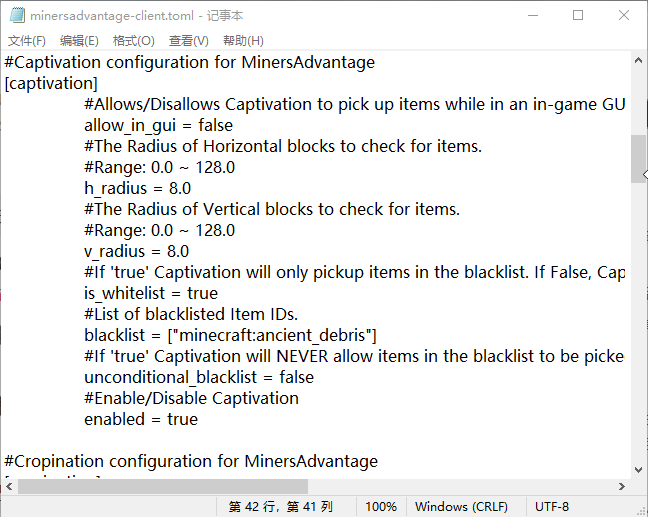 minersadvantage-client.toml - 记事本
文件(F) 编辑(E) 格式(O) 查看(V) 帮助(H)
#Captivation configuration for MinersAdvantage
[captivation]
#Allows/Disallows Captivation to pick up items while in an in-game GU
allow_in_gui = false
#The Radius of Horizontal blocks to check for items.
#Range: 0.0 ~ 128.0
h_radius = 8.0
#The Radius of Vertical blocks to check for items.
#Range: 0.0 ~ 128.0
v_radius = 8.0
#If 'true' Captivation will only pickup items in the blacklist. If False, Cap
is_whitelist = true
#List of blacklisted Item IDs.
blacklist = ["minecraft:ancient_debris"]
#If 'true' Captivation will NEVER allow items in the blacklist to be picke
unconditional_blacklist = false
#Enable/Disable Captivation
enabled = true
#Cropination configuration for MinersAdvantage
第 42 行，第 41 列 100% Windows (CRLF) UTF-8